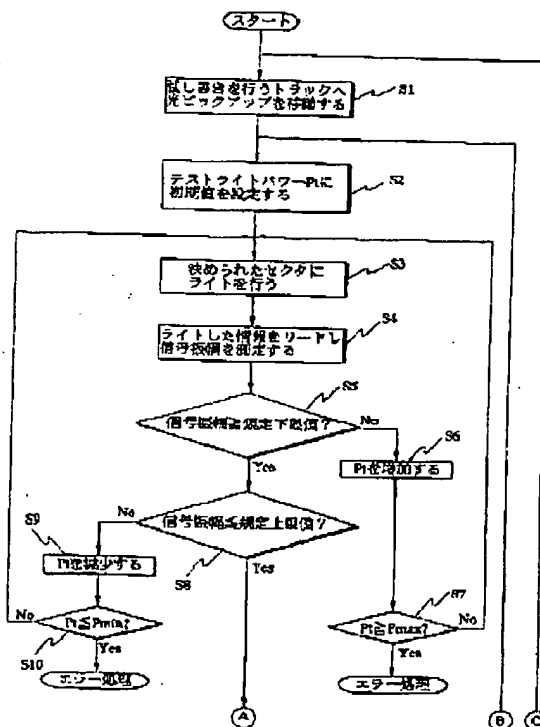 スタート
試し書きを行うトラックへ
光ピックアップを移動する
S1
テストライトパワーPtに
初期値を設定する
S2
決められたセクタに
ライトを行う
S3
ライトした情報をリードし
信号振幅を測定する
S4
信号振幅≧規定下限値?
S5
No
Yes
Ptを増加する
S6
信号振幅≦規定上限値?
S8
No
Yes
S9
Ptを減少する
Pt≦Pmin?
No
Yes
S10
エラー処理
Pt≧Pmax?
S7
No
Yes
エラー処理
A
B
C